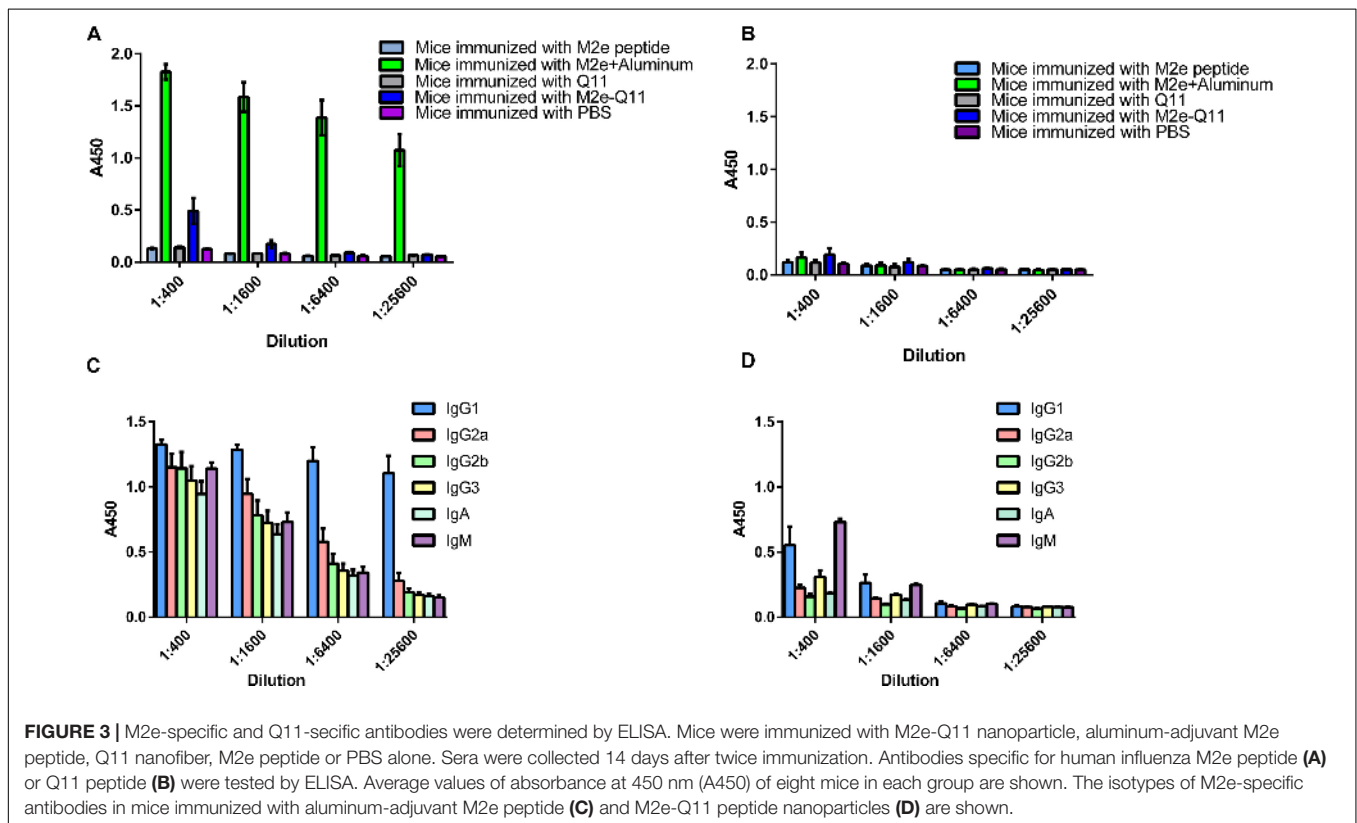 A
Mice immunized with M2e peptide
Mice immunized with M2e+Aluminum
Mice immunized with Q11
Mice immunized with M2e-Q11
Mice immunized with PBS
2.0
1.5
1.0
0.5
0.0
A450
1:400
1:1600
1:6400
1:25600
Dilution
B
Mice immunized with M2e peptide
Mice immunized with M2e+Aluminum
Mice immunized with Q11
Mice immunized with M2e-Q11
Mice immunized with PBS
2.0
1.5
1.0
0.5
0.0
A450
1:400
1:1600
1:6400
1:25600
Dilution
C
IgG1
IgG2a
IgG2b
IgG3
IgA
IgM
1.5
1.0
0.5
0.0
A450
1:400
1:1600
1:6400
1:25600
Dilution
D
IgG1
IgG2a
IgG2b
IgG3
IgA
IgM
1.5
1.0
0.5
0.0
A450
1:400
1:1600
1:6400
1:25600
Dilution
FIGURE 3 | M2e-specific and Q11-secific antibodies were determined by ELISA. Mice were immunized with M2e-Q11 nanoparticle, aluminum-adjuvant M2e
peptide, Q11 nanofiber, M2e peptide or PBS alone. Sera were collected 14 days after twice immunization. Antibodies specific for human influenza M2e peptide (A)
or Q11 peptide (B) were tested by ELISA. Average values of absorbance at 450 nm (A450) of eight mice in each group are shown. The isotypes of M2e-specific
antibodies in mice immunized with aluminum-adjuvant M2e peptide (C) and M2e-Q11 peptide nanoparticles (D) are shown.